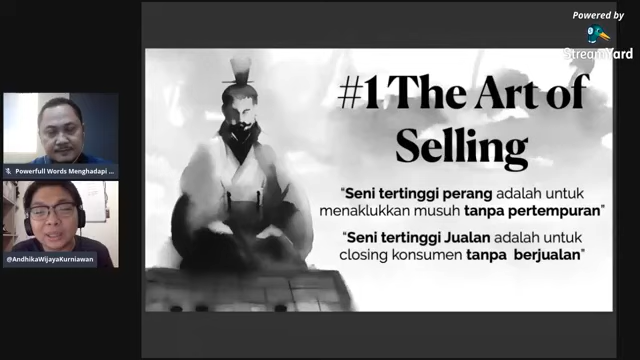 Powered by
StreamYard
#1 The Art of
Selling
“Seni tertinggi perang adalah untuk
menaklukkan musuh tanpa pertempuran”
“Seni tertinggi Jualan adalah untuk
closing konsumen tanpa berjualan”
Powerfull Words Menghadapi ...
@AndhikaWijayaKurniawan